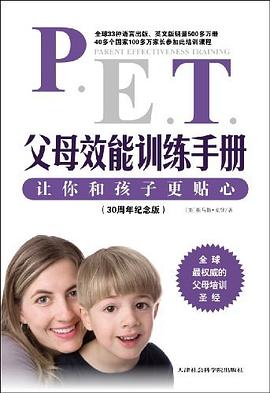 全球33种语言出版、英文版销量500多万册
40多个国家100多万家长参加此培训课程
P.E.T.
PARENT EFFECTIVENESS TRAINING
父母效能训练手册
让你和孩子更贴心
(30周年纪念版)
著
全球
最权威的
父母培训
圣经
天津社会科学院出版社